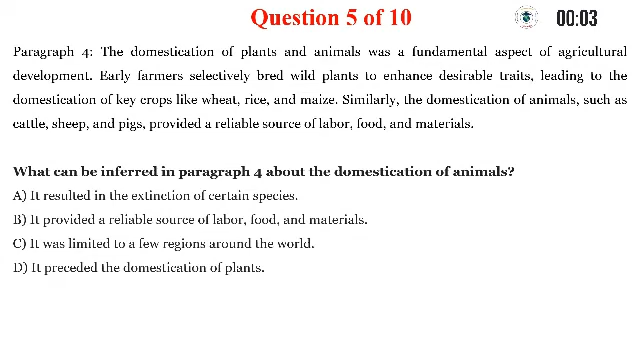 Question 5 of 10
00:03
Paragraph 4: The domestication of plants and animals was a fundamental aspect of agricultural
development. Early farmers selectively bred wild plants to enhance desirable traits, leading to the
domestication of key crops like wheat, rice, and maize. Similarly, the domestication of animals, such as
cattle, sheep, and pigs, provided a reliable source of labor, food, and materials.
What can be inferred in paragraph 4 about the domestication of animals?
A) It resulted in the extinction of certain species.
B) It provided a reliable source of labor, food, and materials.
C) It was limited to a few regions around the world.
D) It preceded the domestication of plants.